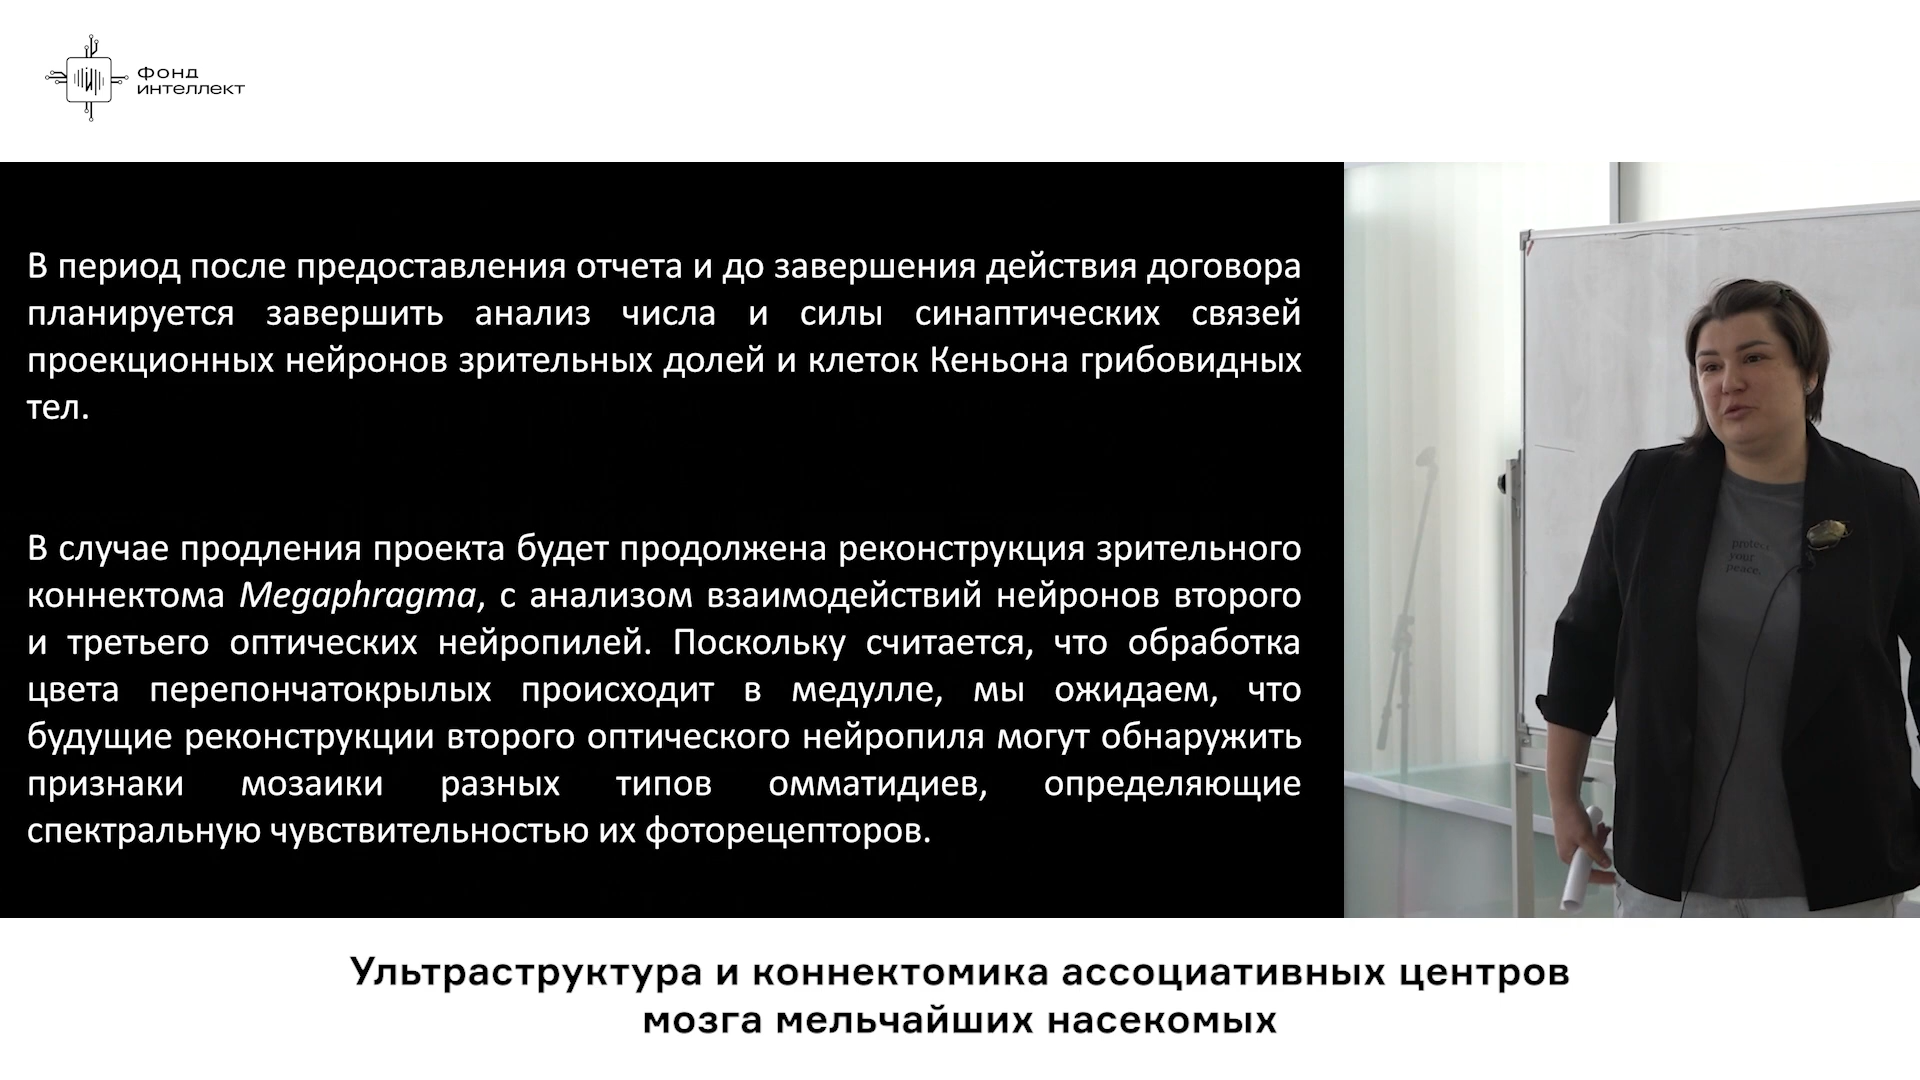 Фонд
интеллект
В период после предоставления отчета и до завершения действия договора
планируется завершить анализ числа и силы синаптических связей
проекционных нейронов зрительных долей и клеток Кеньона грибовидных
тел.
В случае продления проекта будет продолжена реконструкция зрительного
коннектома Megaphragma, с анализом взаимодействий нейронов второго
и третьего оптических нейропилей. Поскольку считается, что обработка
цвета перепончатокрылых происходит в медулле, мы ожидаем, что
будущие реконструкции второго оптического нейропиля могут обнаружить
признаки мозаики разных типов омматидиев, определяющие
спектральную чувствительностью их фоторецепторов.
protect
your
peace.
Ультраструктура и коннектомика ассоциативных центров
мозга мельчайших насекомых